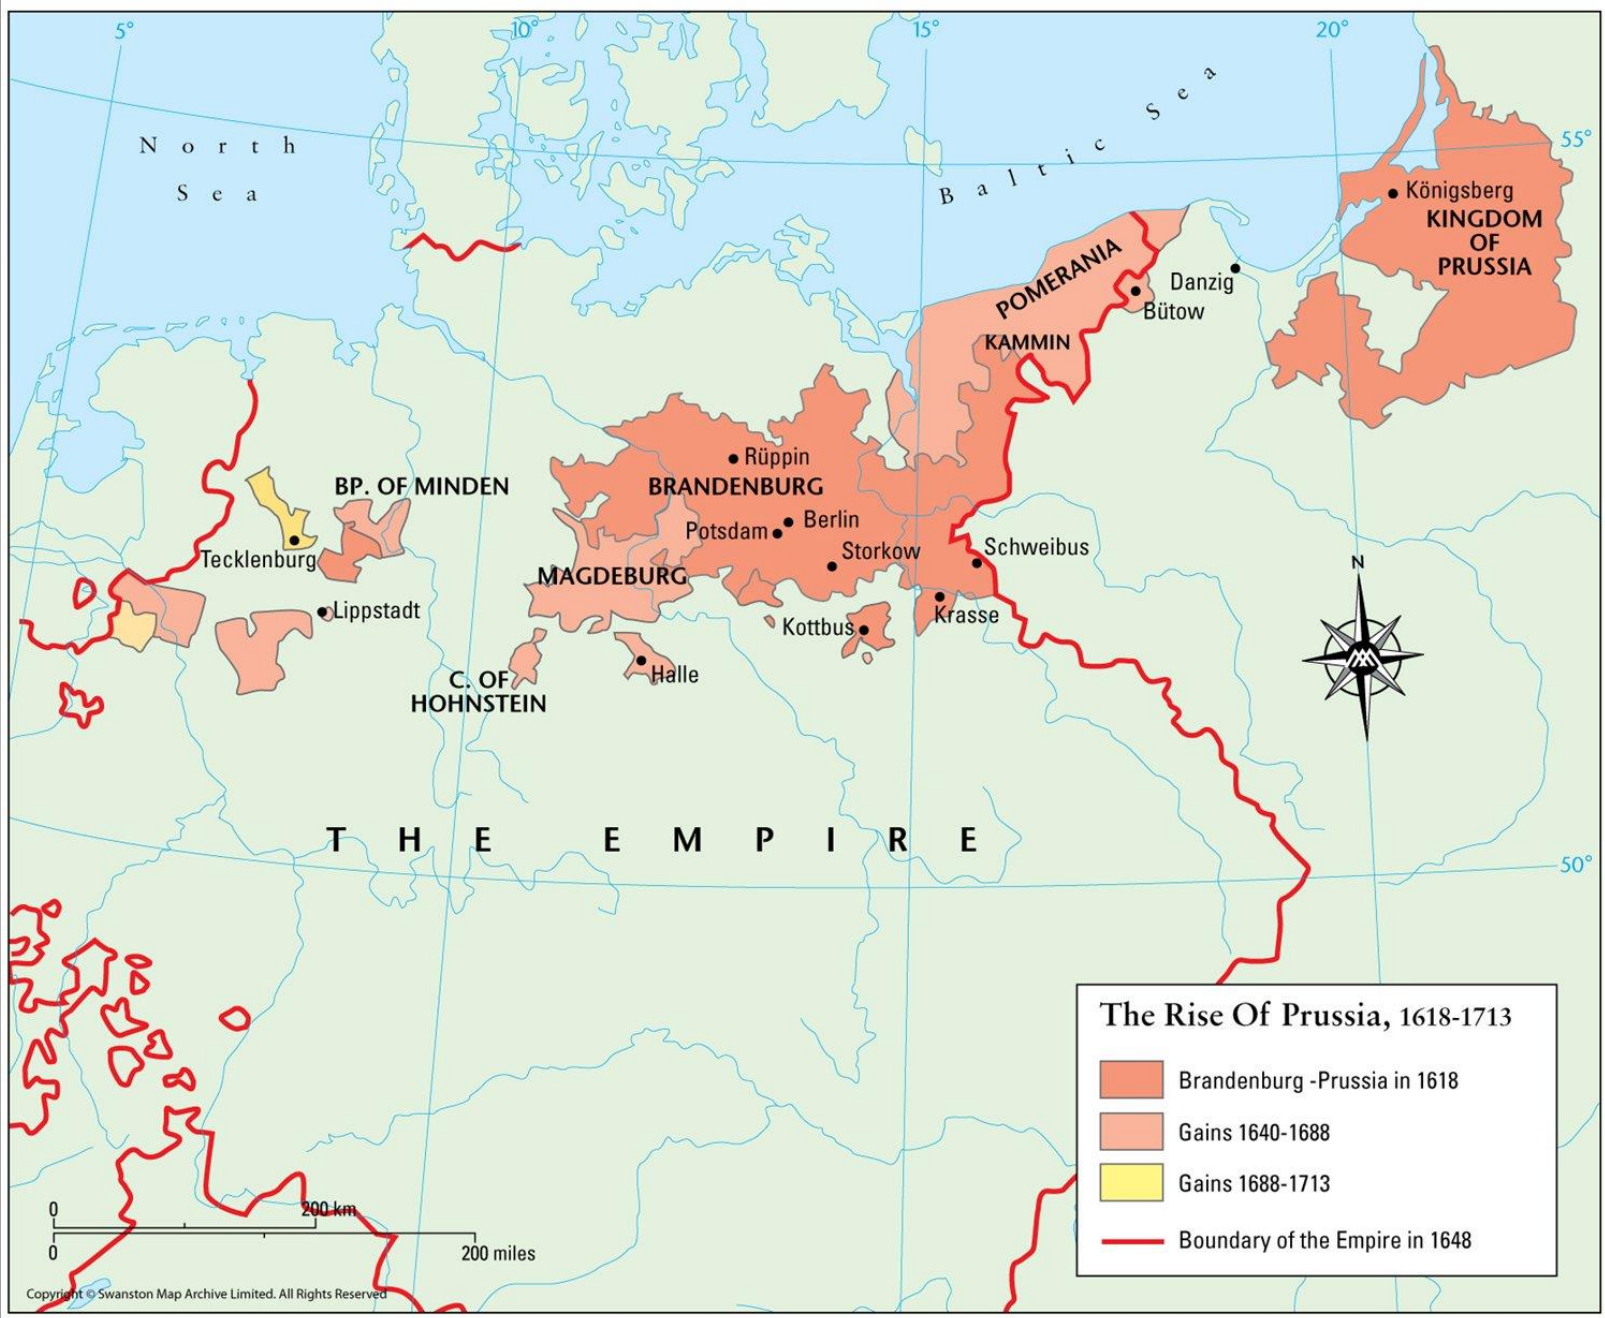 5°
10°
15°
20°
55°
North
Sea
Baltic Sea
Königsberg
KINGDOM
OF
PRUSSIA
POMERANIA
Danzig
Bütow
KAMMIN
Rüppin
BP. OF MINDEN
BRANDENBURG
Berlin
Potsdam
Storkow
Schweibus
Tecklenburg
MAGDEBURG
Lippstadt
Krasse
Kottbus
Halle
C. OF
HOHNSTEIN
N
THE EMPIRE
50°
The Rise Of Prussia, 1618-1713
Brandenburg -Prussia in 1618
Gains 1640-1688
Gains 1688-1713
Boundary of the Empire in 1648
0 200 km
0 200 miles
Copyright © Swanston Map Archive Limited. All Rights Reserved